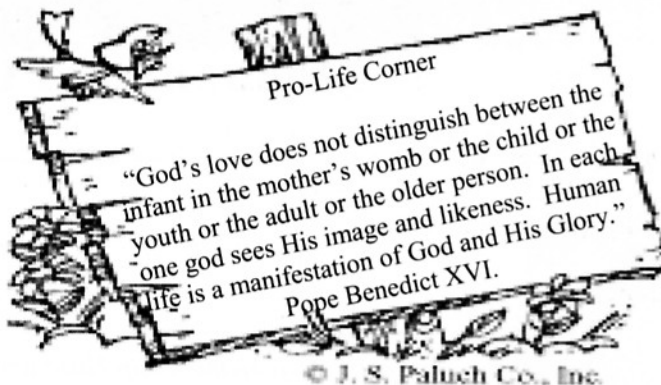 Pro-Life Corner
“God’s love does not distinguish between the
infant in the mother’s womb or the child or the
youth or the adult or the older person. In each
one god sees His image and likeness. Human
life is a manifestation of God and His Glory.”
Pope Benedict XVI.
© J. S. Paluch Co., Inc.